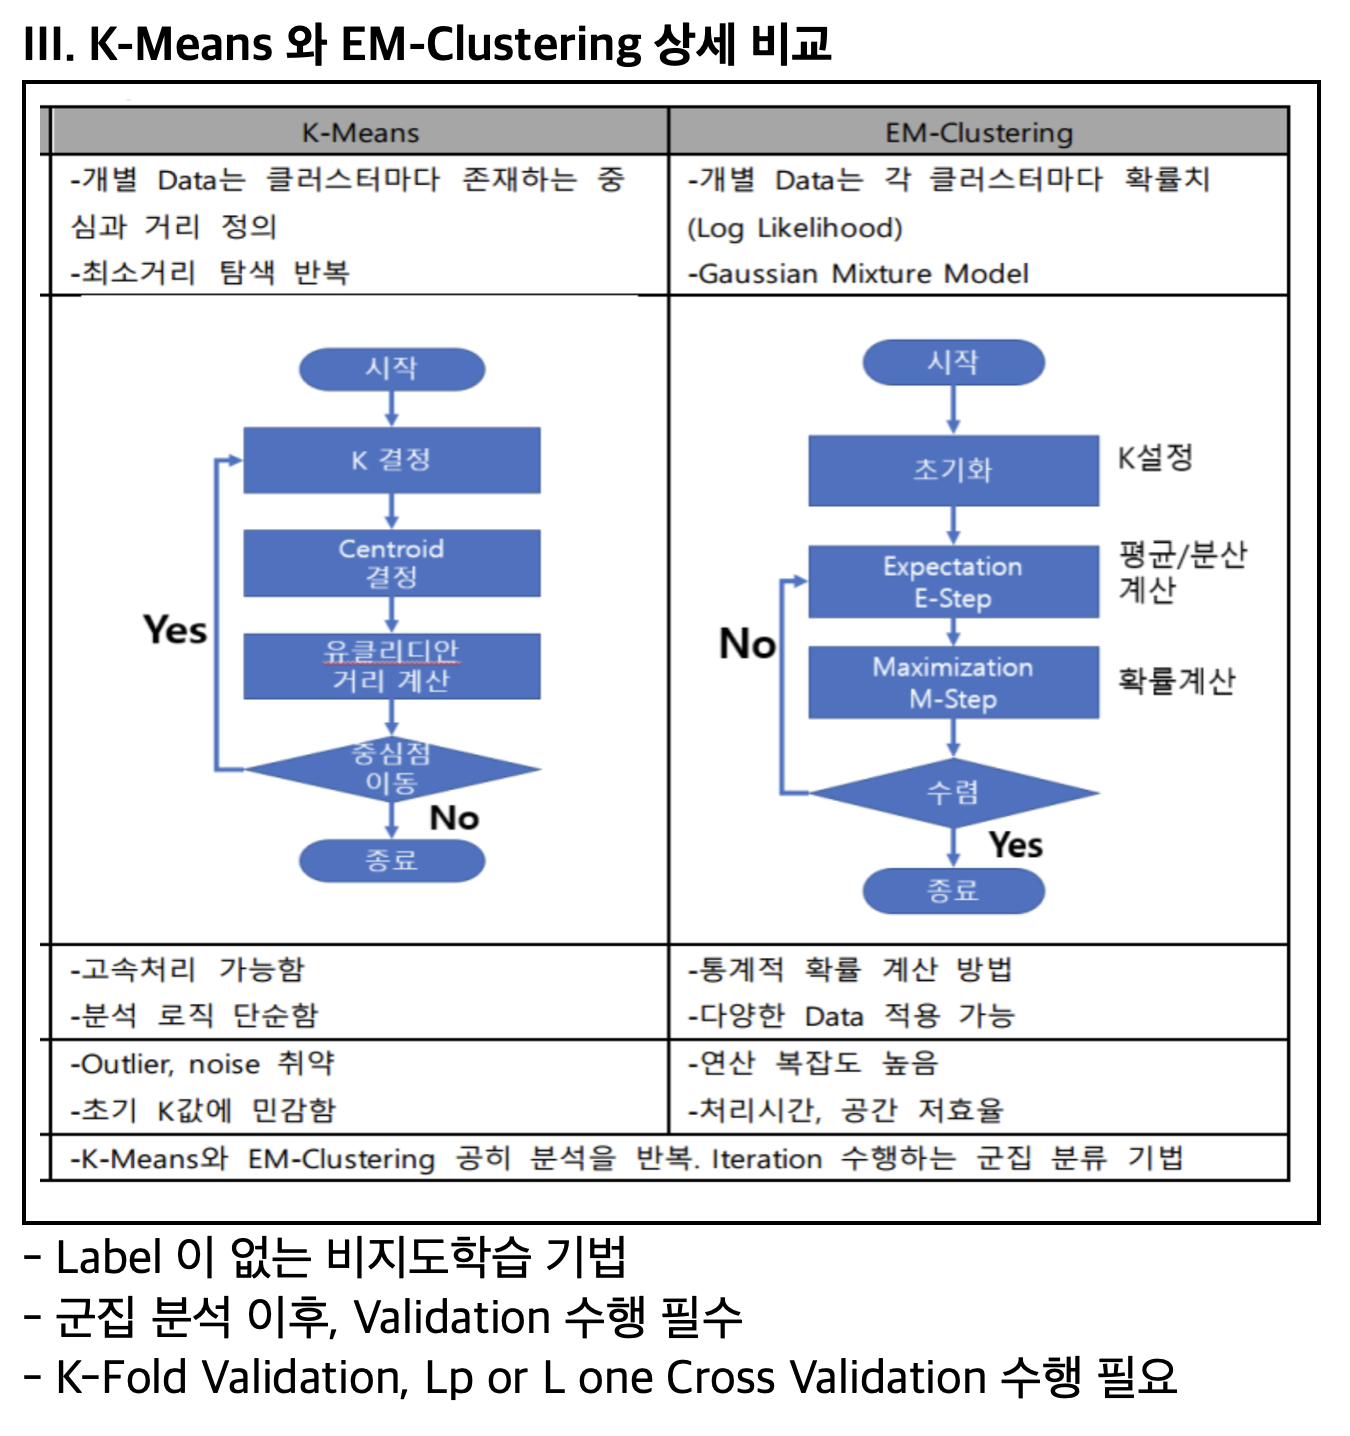 III. K-Means 와 EM-Clustering 상세 비교
K-Means
EM-Clustering
-개별 Data는 클러스터마다 존재하는 중
심과 거리 정의
-최소거리 탐색 반복
-개별 Data는 각 클러스터마다 확률치
(Log Likelihood)
-Gaussian Mixture Model
시작
K 결정
Centroid
결정
유클리디안
거리 계산
중심점
이동
Yes
No
종료
시작
초기화
K설정
Expectation
E-Step
평균/분산
계산
Maximization
M-Step
확률계산
No
수렴
Yes
종료
-고속처리 가능함
-분석 로직 단순함
-통계적 확률 계산 방법
-다양한 Data 적용 가능
-Outlier, noise 취약
-초기 K값에 민감함
-연산 복잡도 높음
-처리시간, 공간 저효율
-K-Means와 EM-Clustering 공히 분석을 반복. Iteration 수행하는 군집 분류 기법
- Label 이 없는 비지도학습 기법
- 군집 분석 이후, Validation 수행 필수
- K-Fold Validation, Lp or L one Cross Validation 수행 필요